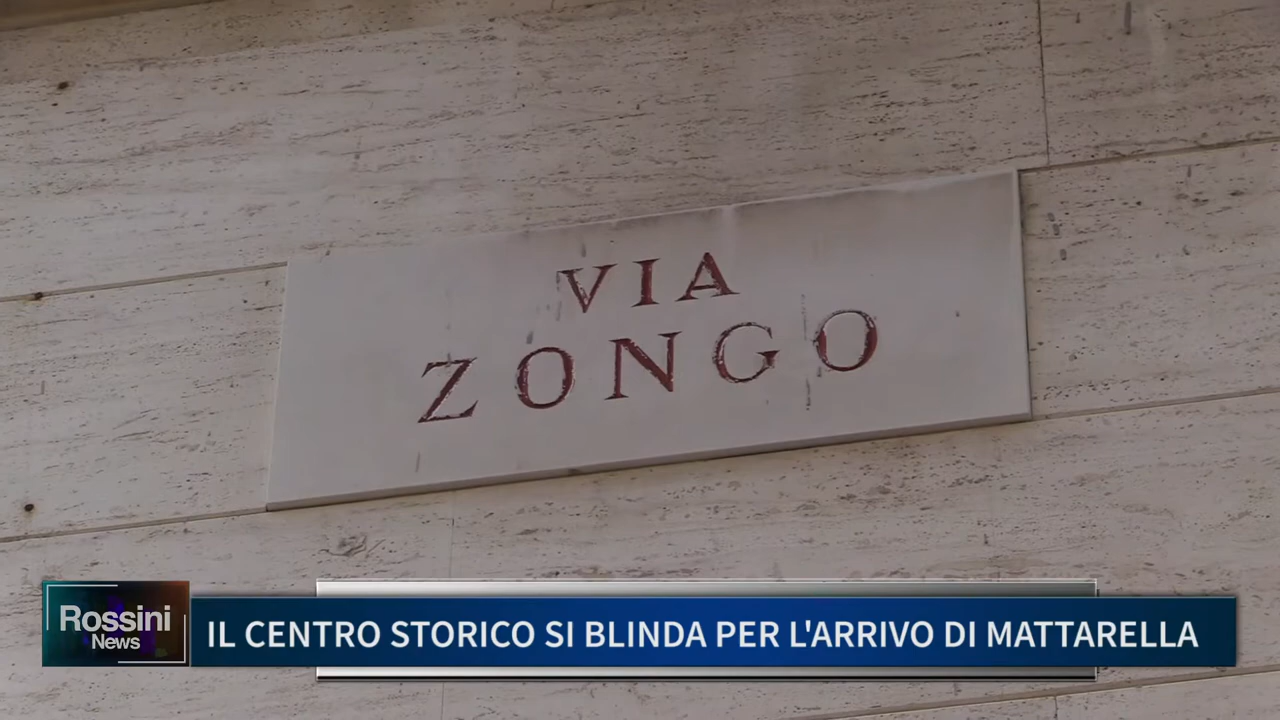 VIA
ZONGO
Rossini
News
IL CENTRO STORICO SI BLINDA PER L'ARRIVO DI MATTARELLA